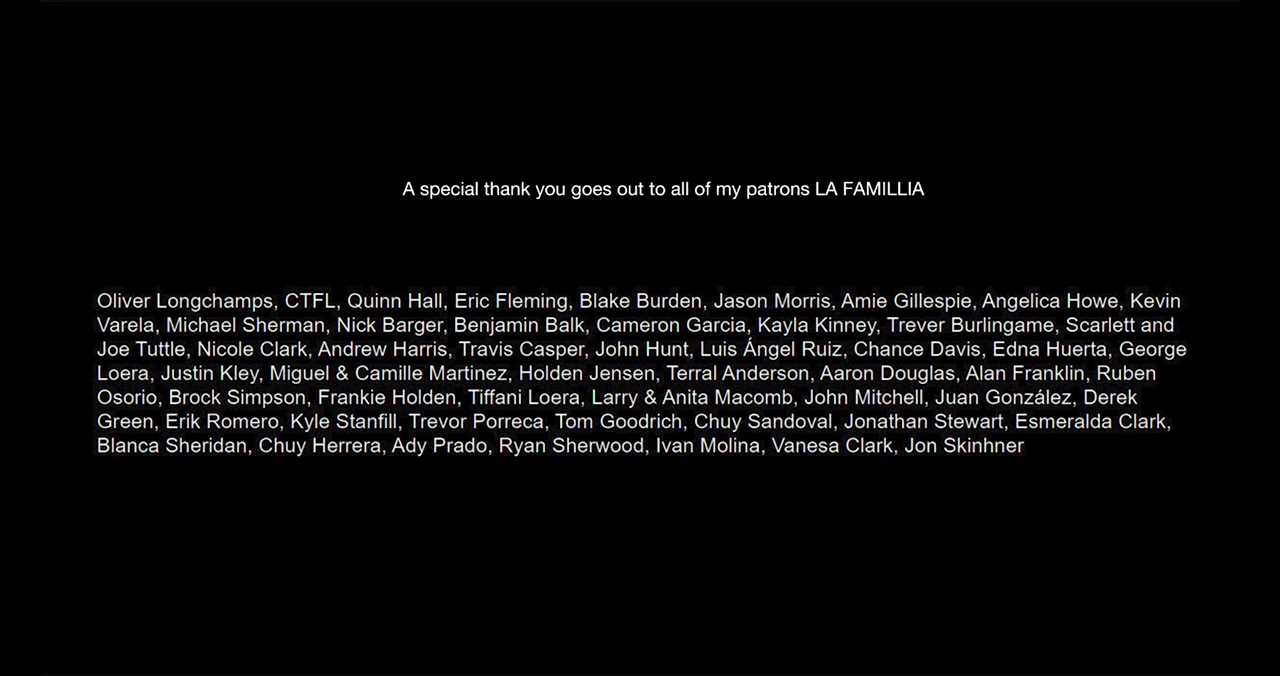 A special thank you goes out to all of my patrons LA FAMILLIA
Oliver Longchamps, CTFL, Quinn Hall, Eric Fleming, Blake Burden, Jason Morris, Amie Gillespie, Angelica Howe, Kevin
Varela, Michael Sherman, Nick Barger, Benjamin Balk, Cameron Garcia, Kayla Kinney, Trever Burlingame, Scarlett and
Joe Tuttle, Nicole Clark, Andrew Harris, Travis Casper, John Hunt, Luis Ángel Ruiz, Chance Davis, Edna Huerta, George
Loera, Justin Kley, Miguel & Camille Martinez, Holden Jensen, Terral Anderson, Aaron Douglas, Alan Franklin, Ruben
Osorio, Brock Simpson, Frankie Holden, Tiffani Loera, Larry & Anita Macomb, John Mitchell, Juan González, Derek
Green, Erik Romero, Kyle Stanfill, Trevor Porreca, Tom Goodrich, Chuy Sandoval, Jonathan Stewart, Esmeralda Clark,
Blanca Sheridan, Chuy Herrera, Ady Prado, Ryan Sherwood, Ivan Molina, Vanesa Clark, Jon Skinhner